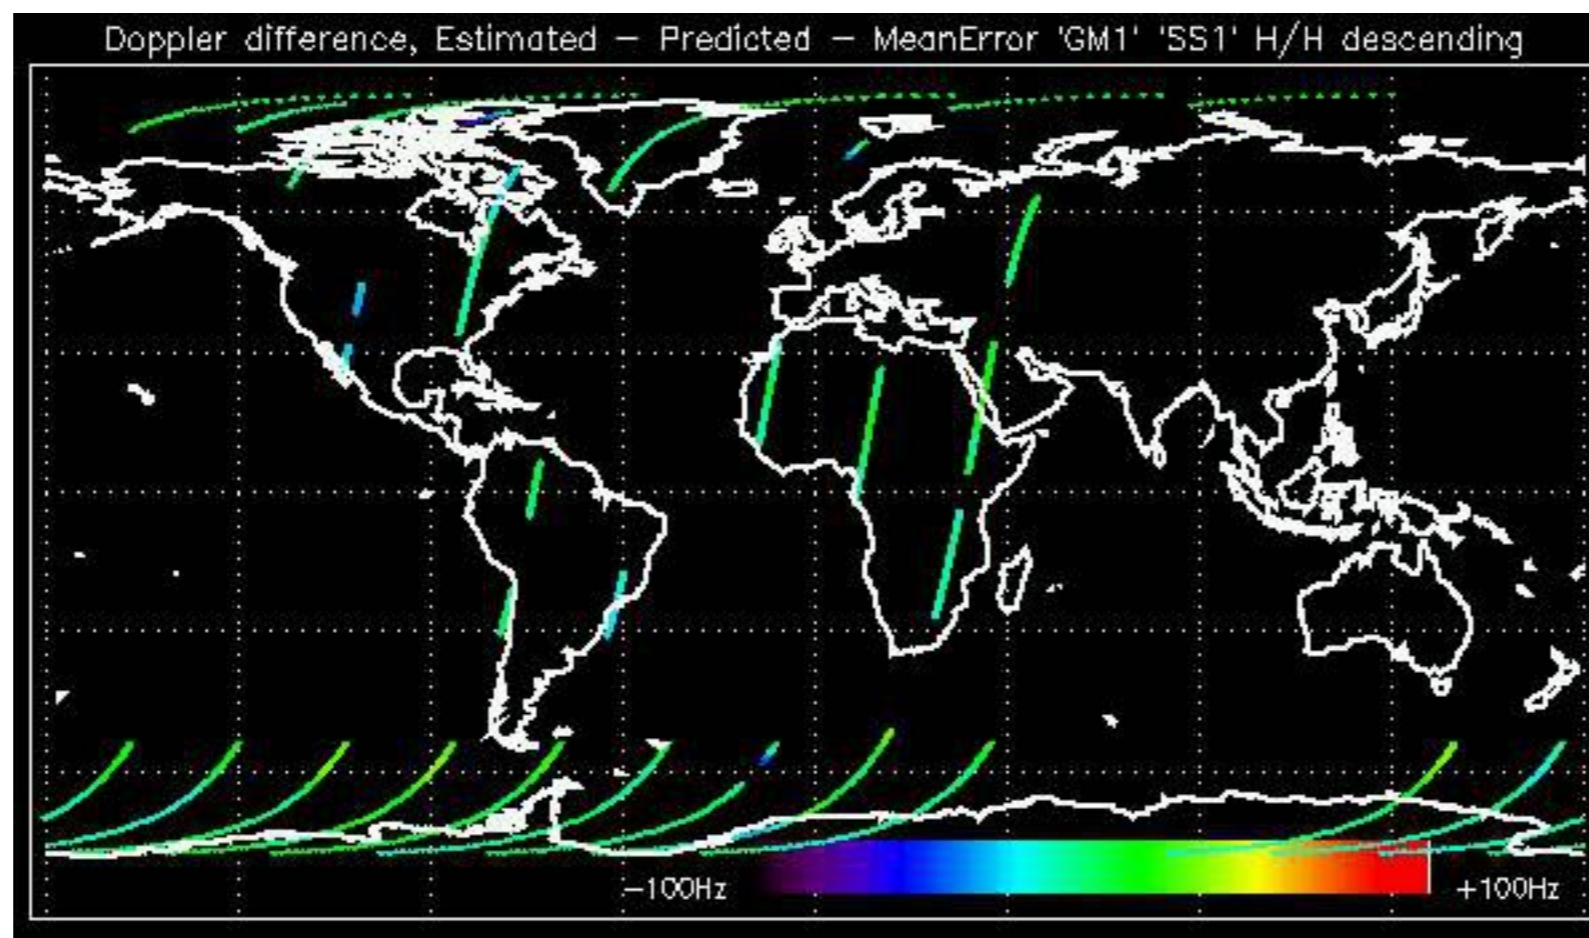 Doppler difference, Estimated – Predicted – MeanError 'GM1' 'SS1' H/H descending
-100Hz
+100Hz